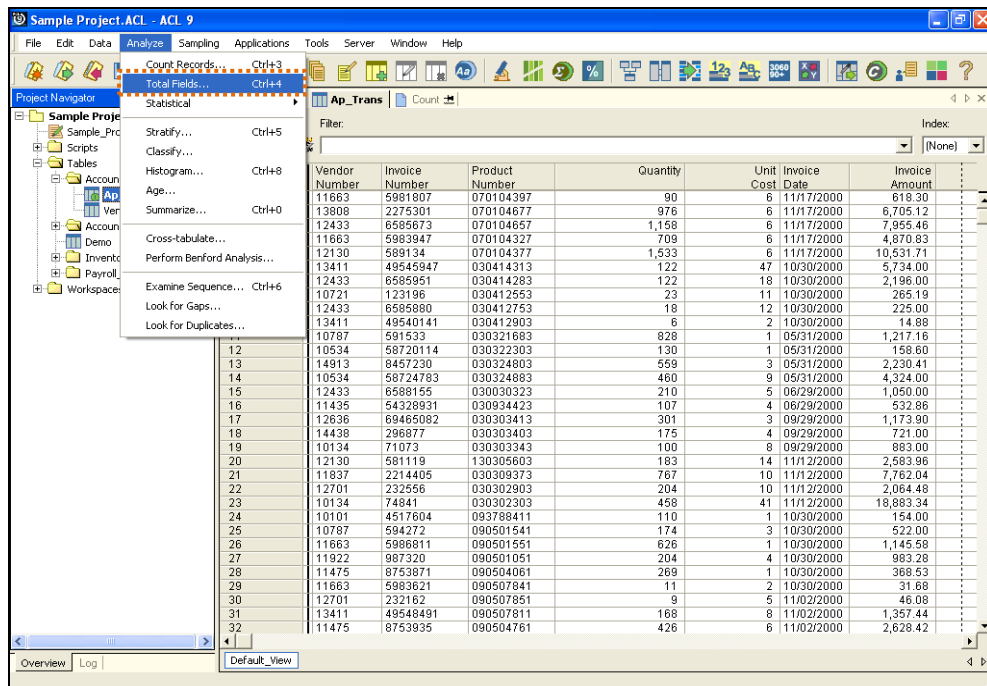 Sample Project.ACL - ACL 9
File Edit Data Analyze Sampling Applications Tools Server Window Help
Count Records... Ctrl+3
Total Fields... Ctrl+4
Statistical
Stratify... Ctrl+5
Classify...
Histogram... Ctrl+8
Age...
Summarize... Ctrl+0
Cross-tabulate...
Perform Benford Analysis...
Examine Sequence... Ctrl+6
Look for Gaps...
Look for Duplicates...
Project Navigator
Sample Proje
Sample_Pro
Scripts
Tables
Accoun
Ap
Ver
Accoun
Demo
Invento
Payroll_
Workspaces
Overview Log
Ap_Trans Count
Filter: Index:
(None)
Vendor Number Invoice Number Product Number Quantity Unit Cost Invoice Date Invoice Amount
11663 5981807 070104397 90 6 11/17/2000 618.30
13808 2275301 070104677 976 6 11/17/2000 6,705.12
12433 6585673 070104657 1,158 6 11/17/2000 7,955.46
11663 5983947 070104327 709 6 11/17/2000 4,870.83
12130 589134 070104377 1,533 6 11/17/2000 10,531.71
13411 49545947 030414313 122 47 10/30/2000 5,734.00
12433 6585951 030414283 122 18 10/30/2000 2,196.00
10721 123196 030412553 23 11 10/30/2000 265.19
12433 6585880 030412753 18 12 10/30/2000 225.00
13411 49540141 030412903 6 2 10/30/2000 14.88
11 10787 591533 030321683 828 1 05/31/2000 1,217.16
12 10534 58720114 030322303 130 1 05/31/2000 158.60
13 14913 8457230 030324803 559 3 05/31/2000 2,230.41
14 10534 58724783 030324883 460 9 05/31/2000 4,324.00
15 12433 6588155 030030323 210 5 06/29/2000 1,050.00
16 11435 54328931 030934423 107 4 06/29/2000 532.86
17 12636 69465082 030303413 301 3 09/29/2000 1,173.90
18 14438 296877 030303403 175 4 09/29/2000 721.00
19 10134 71073 030303343 100 8 09/29/2000 883.00
20 12130 581119 130305603 183 14 11/12/2000 2,583.96
21 11837 2214405 030309373 767 10 11/12/2000 7,762.04
22 12701 232556 030302903 204 10 11/12/2000 2,064.48
23 10134 74841 030302303 458 41 11/12/2000 18,883.34
24 10101 4517604 093788411 110 1 10/30/2000 154.00
25 10787 594272 090501541 174 3 10/30/2000 522.00
26 11663 5986811 090501551 626 1 10/30/2000 1,145.58
27 11922 987320 090501051 204 4 10/30/2000 983.28
28 11475 8753871 090504061 269 1 10/30/2000 368.53
29 11663 5983621 090507841 11 2 10/30/2000 31.68
30 12701 232162 090507851 9 5 11/02/2000 46.08
31 13411 49548491 090507811 168 8 11/02/2000 1,357.44
32 11475 8753935 090504761 426 6 11/02/2000 2,628.42
Default_View